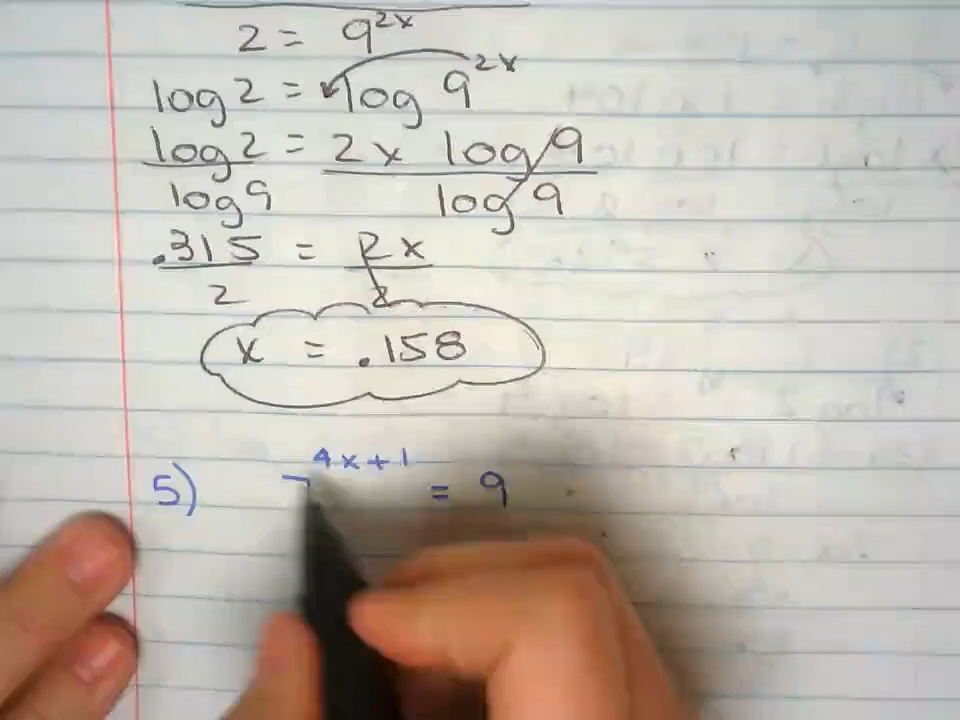 2 = 9^2x
log 2 = log 9^2x
log 2 = 2x log 9
log 9 log 9
.315 = 2x
2 2
x = .158
5) 7^4x+1 = 9